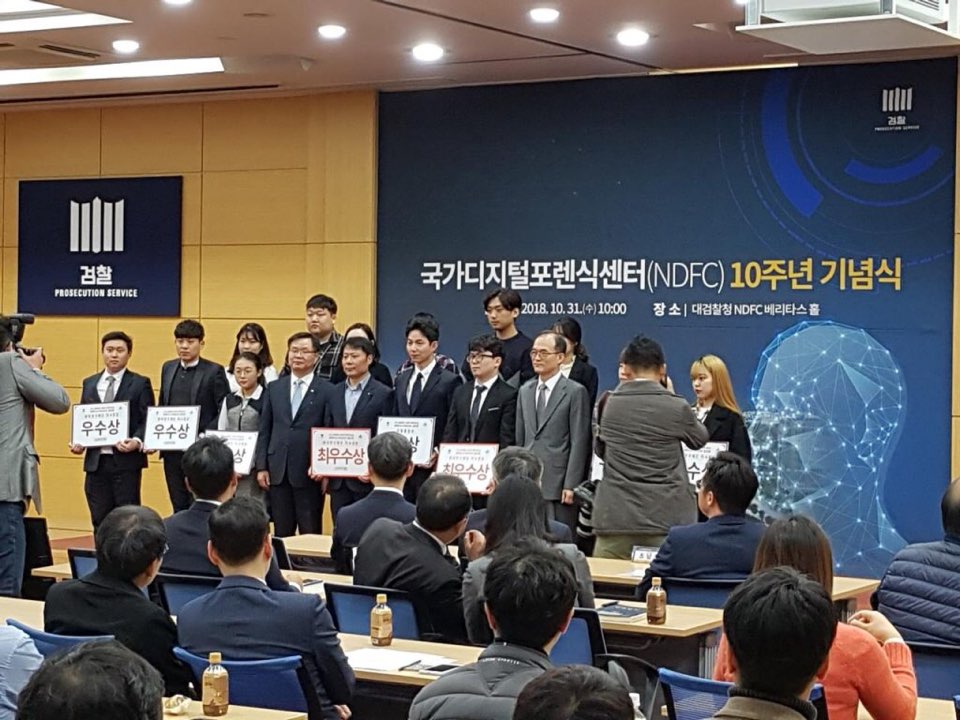 검찰
PROSECUTION SERVICE
검찰
PROSECUTION SERVICE
국가디지털포렌식센터(NDFC) 10주년 기념식
2018. 10. 31.(수) 10:00 장 소 | 대검찰청 NDFC 베리타스 홀
우수상
우수상
상
최우수상
상
최우수상